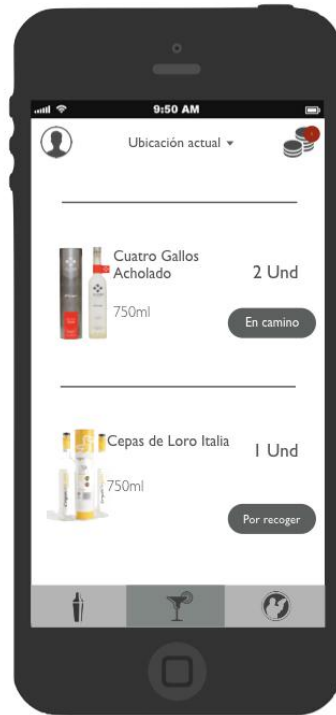 9:50 AM
Ubicación actual
Cuatro Gallos
Acholado
2 Und
750ml
En camino
Cepas de Loro Italia
1 Und
750ml
Por recoger